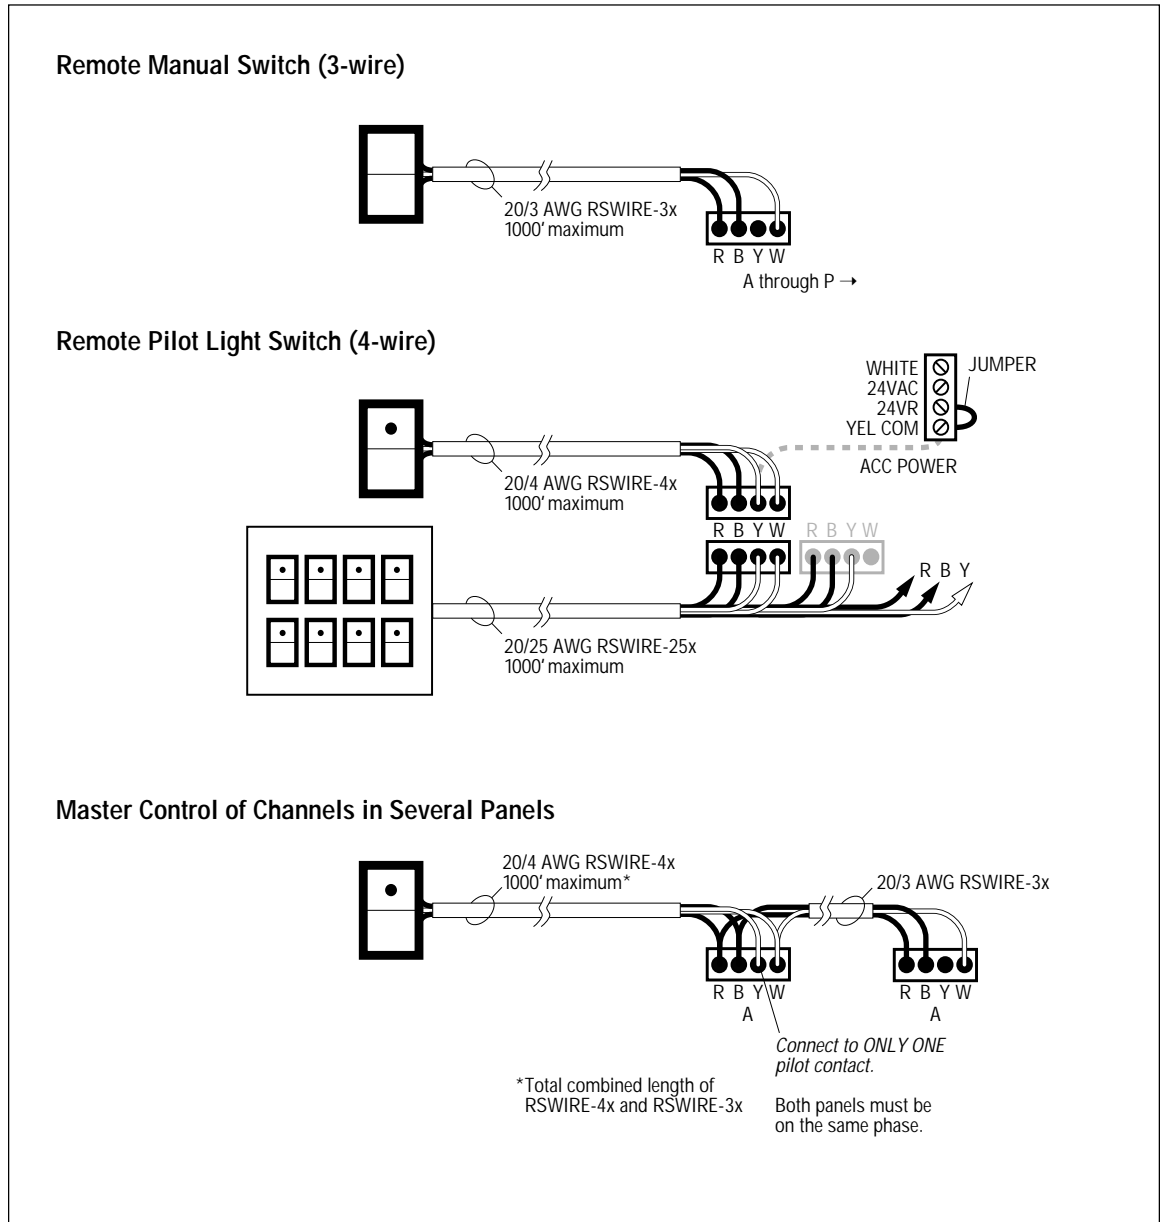 Remote Manual Switch (3-wire)
20/3 AWG RSWIRE-3x
1000' maximum
R B Y W
A through P →
Remote Pilot Light Switch (4-wire)
WHITE
24VAC
24VR
YEL COM
JUMPER
ACC POWER
20/4 AWG RSWIRE-4x
1000' maximum
R B Y W
R B Y W
R B Y
20/25 AWG RSWIRE-25x
1000' maximum
Master Control of Channels in Several Panels
20/4 AWG RSWIRE-4x
1000' maximum*
20/3 AWG RSWIRE-3x
R B Y W
A
R B Y W
A
Connect to ONLY ONE
pilot contact.
*Total combined length of
RSWIRE-4x and RSWIRE-3x
Both panels must be
on the same phase.